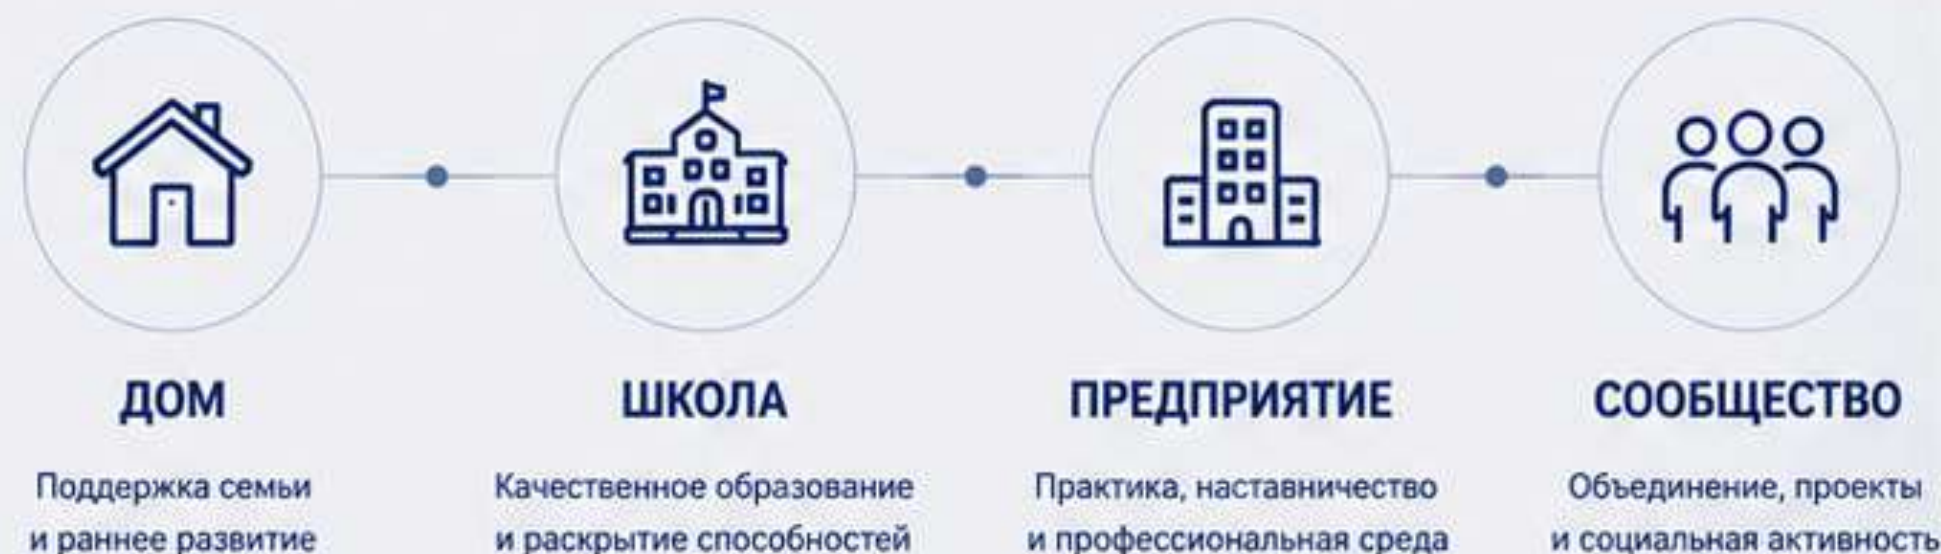 ДОМ
Поддержка семьи
и раннее развитие
ШКОЛА
Качественное образование
и раскрытие способностей
ПРЕДПРИЯТИЕ
Практика, наставничество
и профессиональная среда
СООБЩЕСТВО
Объединение, проекты
и социальная активность